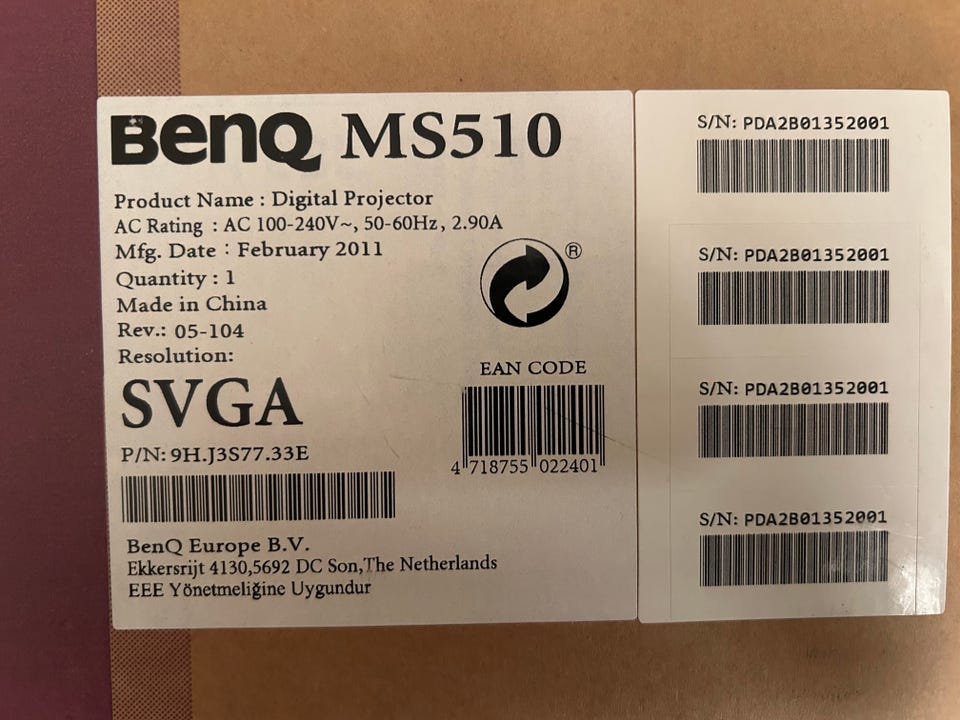 BenQ MS510
Product Name : Digital Projector
AC Rating : AC 100-240V~, 50-60Hz, 2.90A
Mfg. Date : February 2011
Quantity : 1
Made in China
Rev.: 05-104
Resolution:
SVGA
P/N: 9H.J3S77.33E
®
EAN CODE
4 718755 022401
BenQ Europe B.V.
Ekkersrijt 4130,5692 DC Son,The Netherlands
EEE Yönetmeliğine Uygundur
S/N: PDA2B01352001
S/N: PDA2B01352001
S/N: PDA2B01352001
S/N: PDA2B01352001